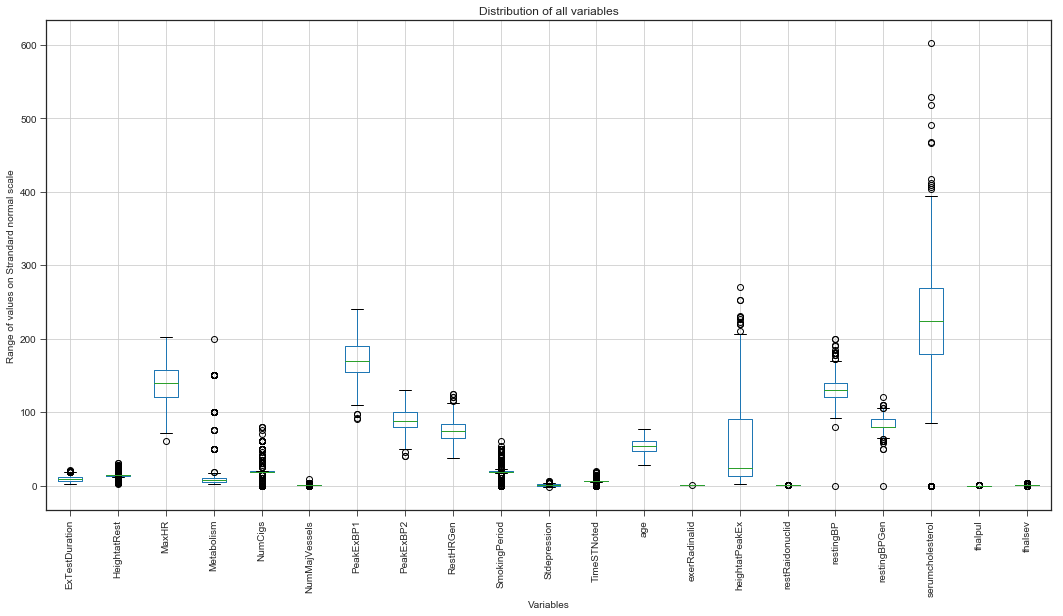 Distribution of all variables
Range of values on Strandard normal scale
600
500
400
300
200
100
0
ExTestDuration
HeightatRest
MaxHR
Metabolism
NumCigs
NumMajVessels
PeakExBP1
PeakExBP2
RestHRGen
SmokingPeriod
Stdepression
TimeSTNoted
age
exerRadinalid
heightatPeakEx
restRaidonuclid
restingBP
restingBPGen
serumcholesterol
thalpul
thalsev
Variables